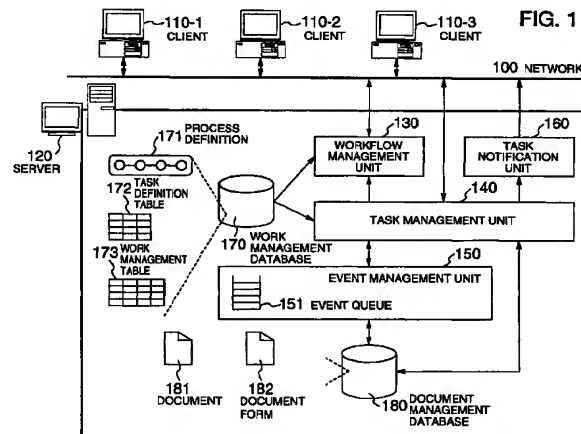 110-1
CLIENT
110-2
CLIENT
110-3
CLIENT
FIG. 1
100 NETWORK
120
SERVER
171 PROCESS
DEFINITION
172
TASK
DEFINITION
TABLE
173
WORK
MANAGEMENT
TABLE
170
WORK
MANAGEMENT
DATABASE
130
WORKFLOW
MANAGEMENT
UNIT
160
TASK
NOTIFICATION
UNIT
140
TASK MANAGEMENT UNIT
150
EVENT MANAGEMENT UNIT
151 EVENT QUEUE
181
DOCUMENT
182
DOCUMENT
FORM
180 DOCUMENT
MANAGEMENT
DATABASE